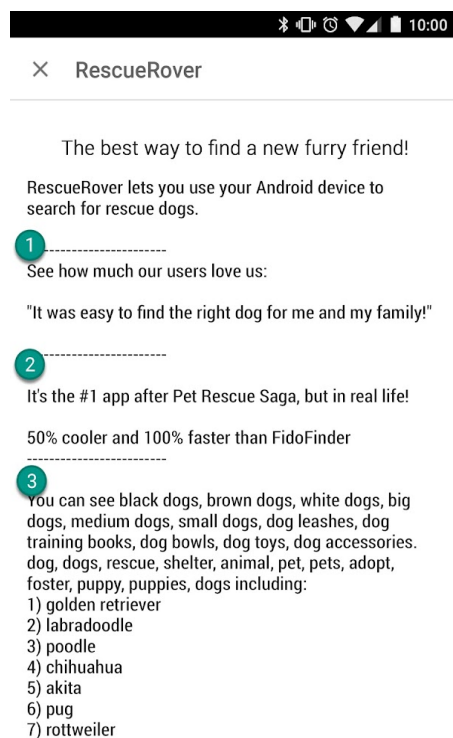 10:00
RescueRover
The best way to find a new furry friend!
RescueRover lets you use your Android device to
search for rescue dogs.
1
-----------------------
See how much our users love us:
"It was easy to find the right dog for me and my family!"
-----------------------
2
It's the #1 app after Pet Rescue Saga, but in real life!
50% cooler and 100% faster than FidoFinder
-------------------------
3
You can see black dogs, brown dogs, white dogs, big
dogs, medium dogs, small dogs, dog leashes, dog
training books, dog bowls, dog toys, dog accessories.
dog, dogs, rescue, shelter, animal, pet, pets, adopt,
foster, puppy, puppies, dogs including:
1) golden retriever
2) labradoodle
3) poodle
4) chihuahua
5) akita
6) pug
7) rottweiler